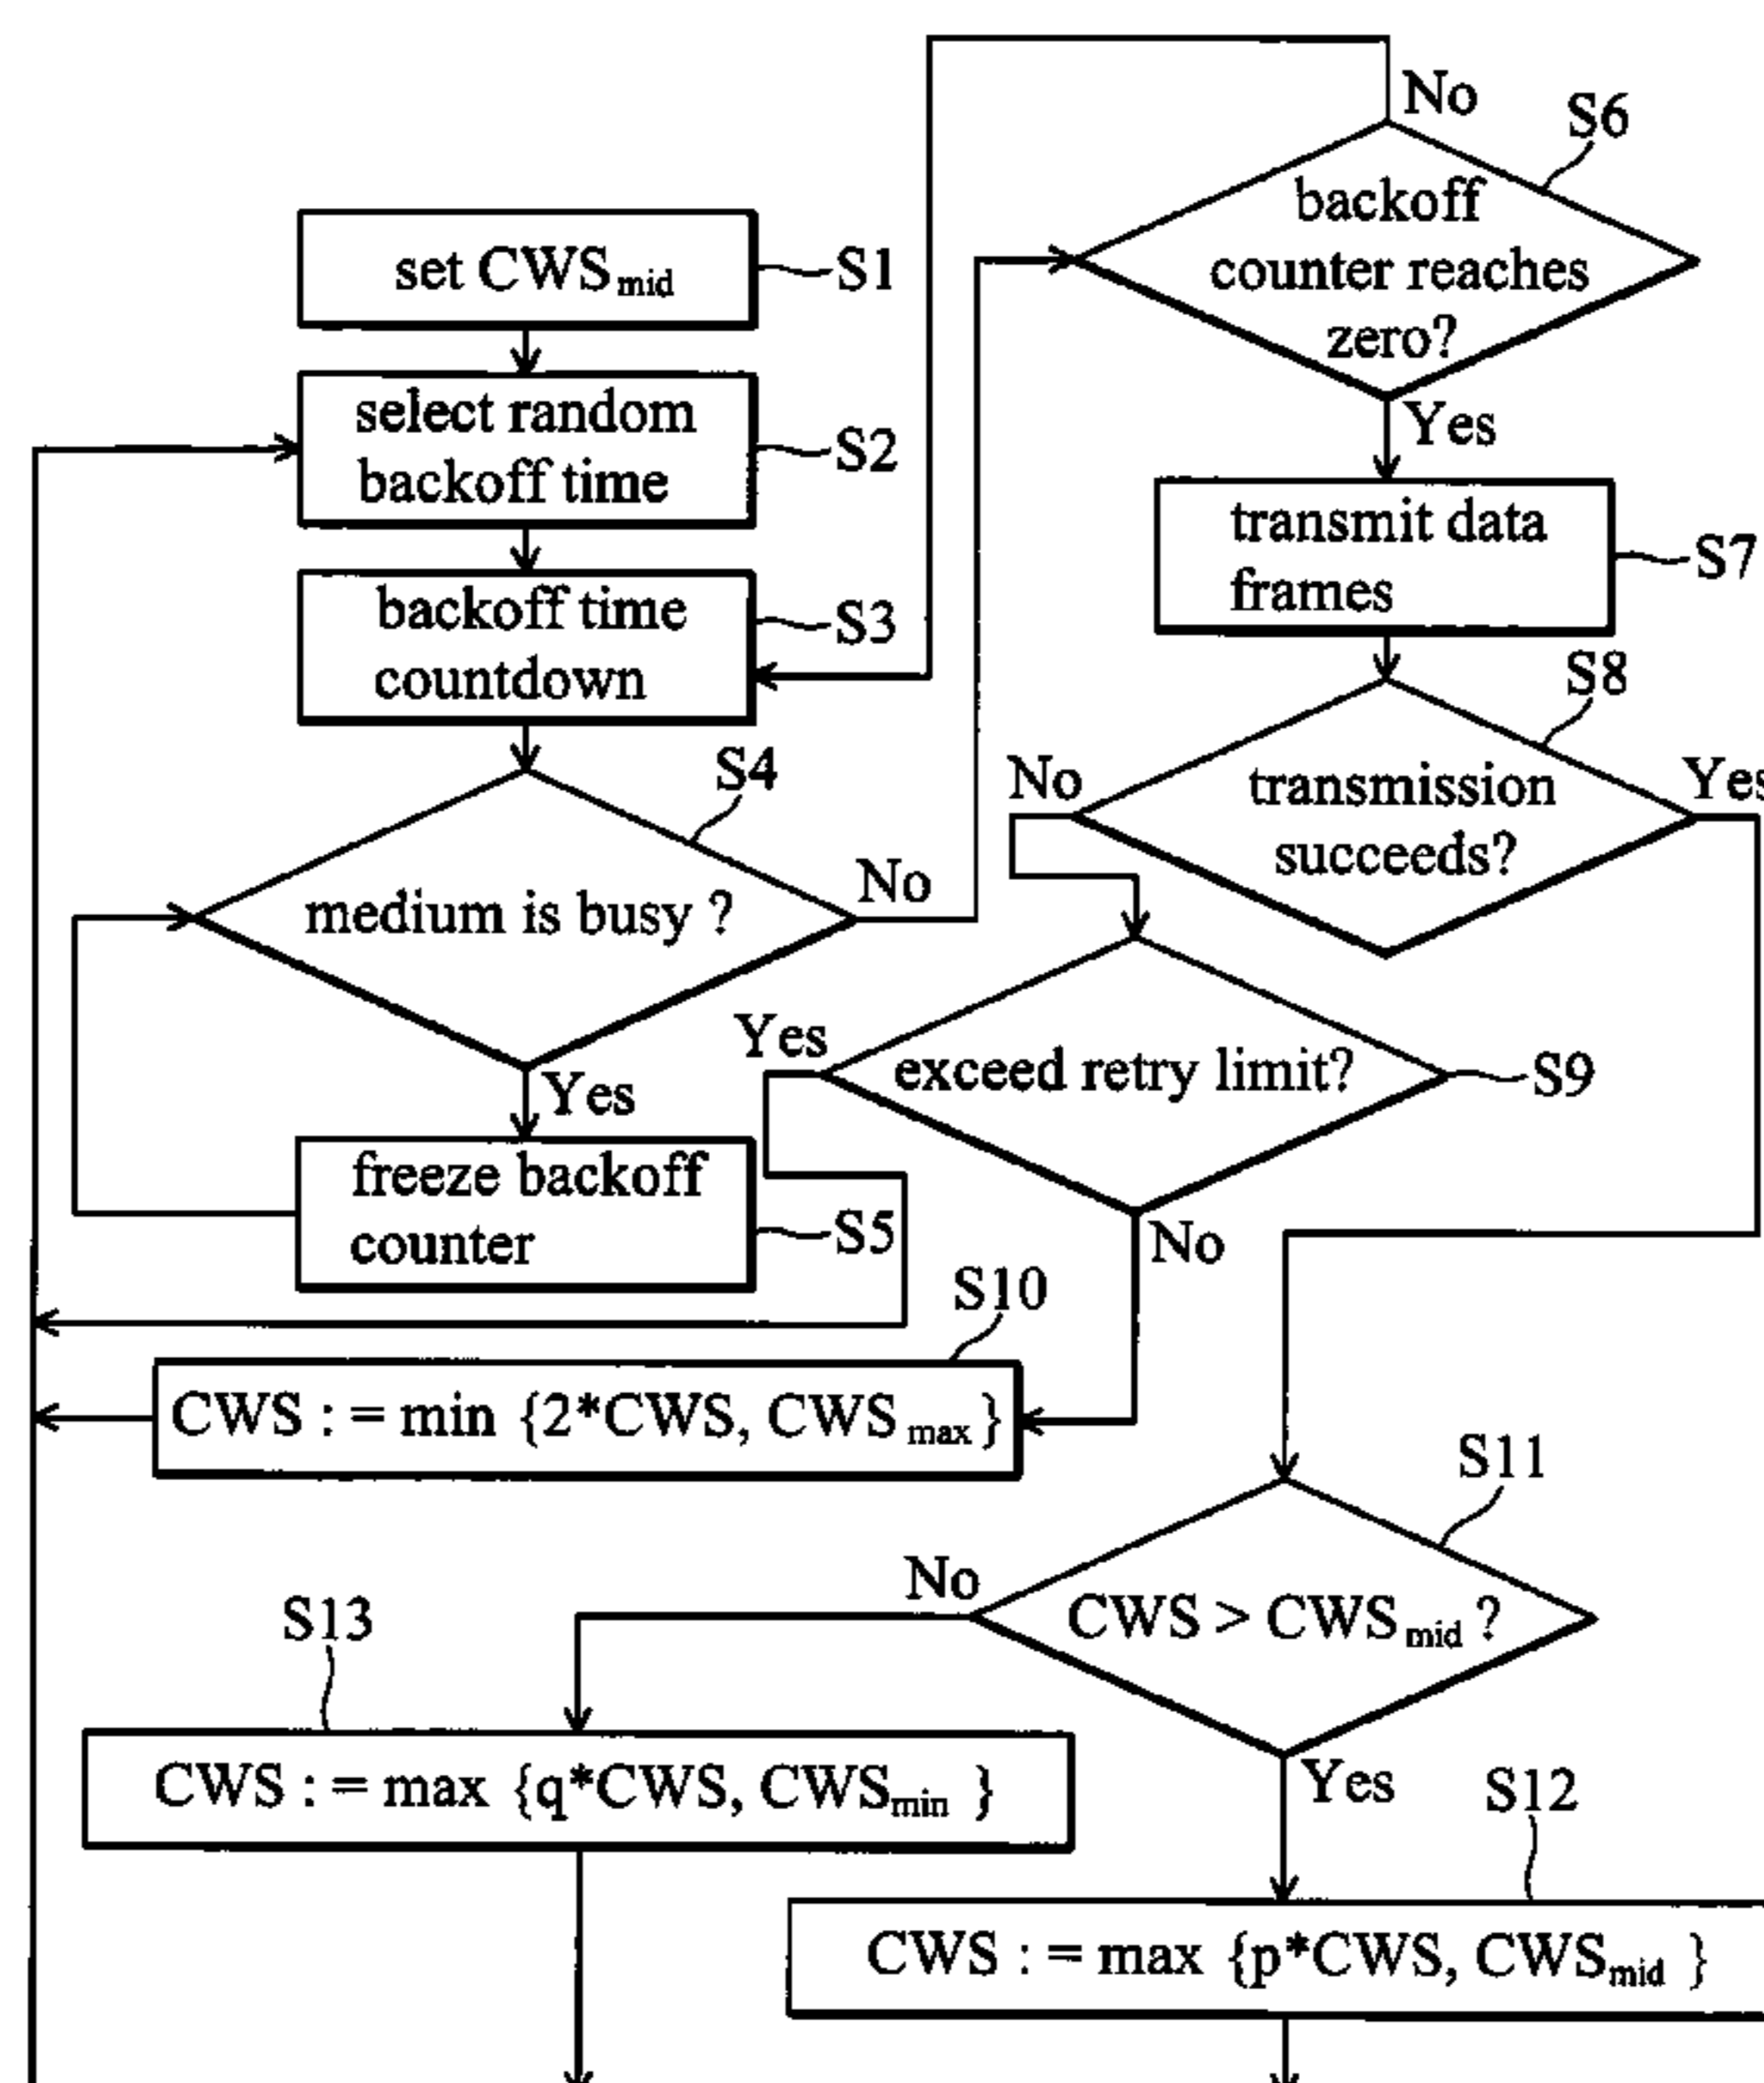 set CWSmid
S1
select random
backoff time
S2
backoff time
countdown
S3
S4
medium is busy ?
No
Yes
freeze backoff
counter
S5
No
S6
backoff
counter reaches
zero?
Yes
transmit data
frames
S7
S8
No
transmission
succeeds?
Yes
Yes
exceed retry limit?
S9
No
S10
CWS : = min {2*CWS, CWS max}
S11
No
CWS > CWSmid ?
S13
CWS : = max {q*CWS, CWSmin }
Yes
S12
CWS : = max {p*CWS, CWSmid }